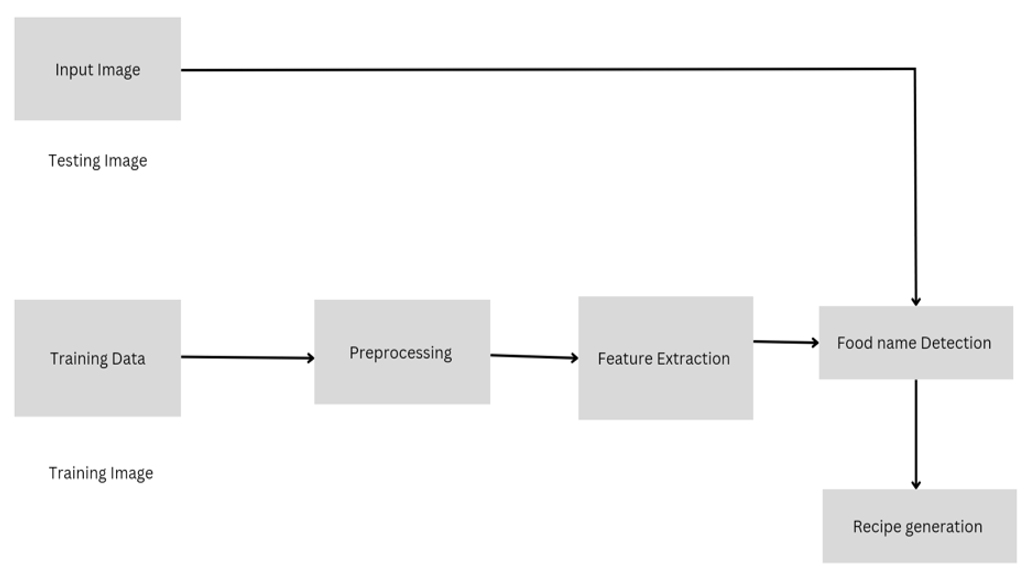 Input Image
Testing Image
Training Data
Preprocessing
Feature Extraction
Food name Detection
Training Image
Recipe generation